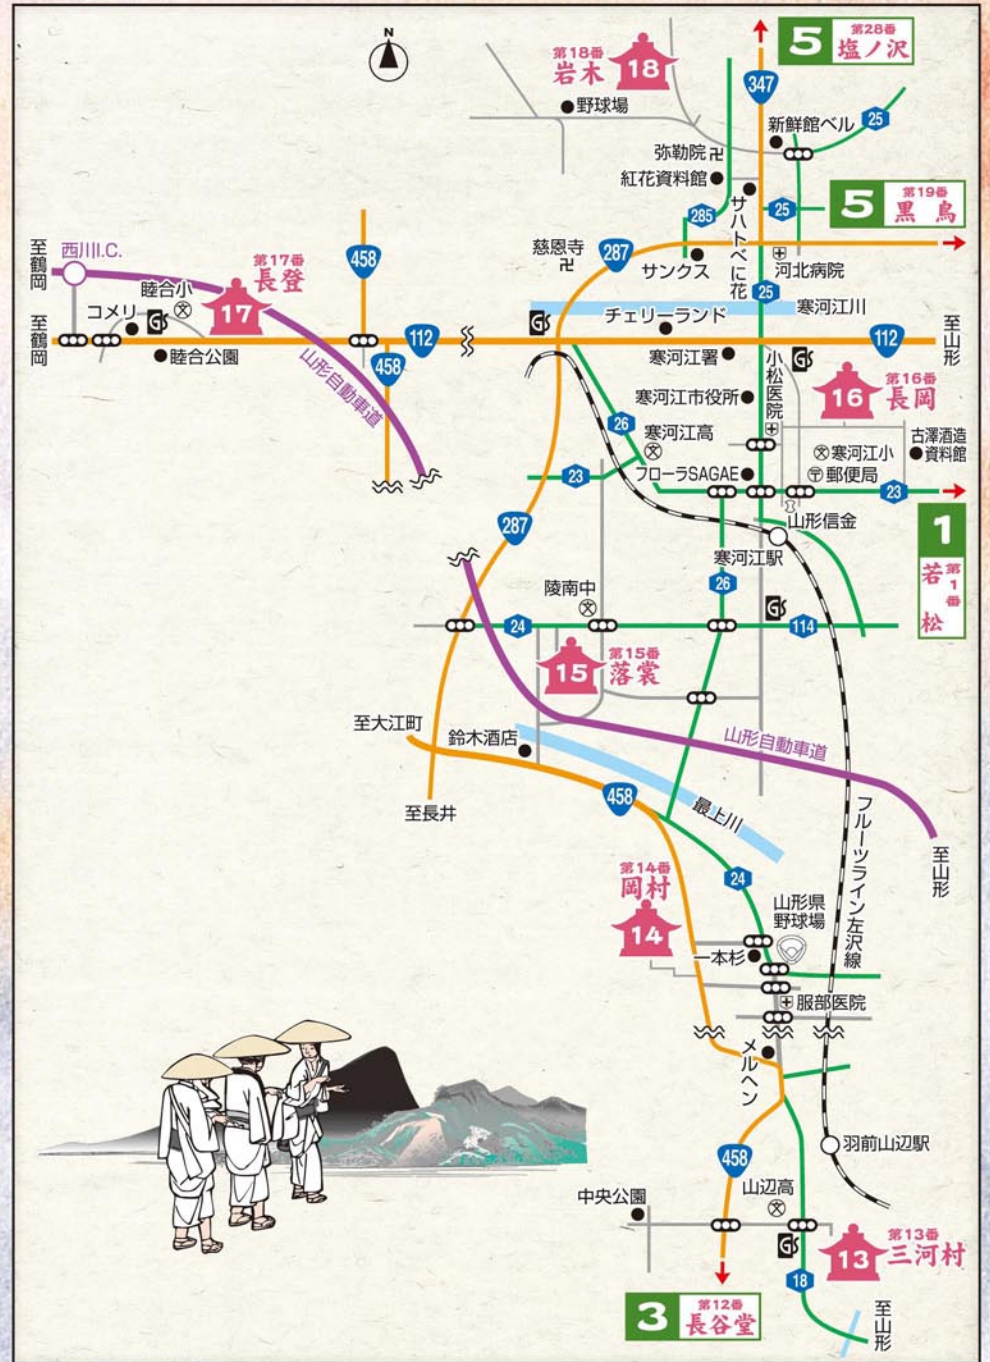 N
5
第28番
塩ノ沢
第18番
岩木
18
347
野球場
新鮮館ベル
25
弥勒院
紅花資料館
サハトべに花
5
第19番
黒鳥
25
285
458
至鶴岡
西川I.C.
第17番
長登
17
睦合小
文
コメリ
GS
至鶴岡
睦合公園
山形自動車道
458
112
慈恩寺
287
サンクス
河北病院
25
寒河江川
GS
チェリーランド
至山形
112
寒河江署
小松医院
GS
第16番
長岡
16
寒河江市役所
26
寒河江高
文
文
寒河江小
古澤酒造
資料館
〒
郵便局
フローラSAGAE
23
23
1
第1番
若松
山形信金
寒河江駅
287
陵南中
文
26
GS
24
114
第15番
落裳
15
至大江町
鈴木酒店
山形自動車道
458
至長井
最上川
フルーツライン左沢線
至山形
第14番
岡村
14
24
山形県
野球場
一本杉
服部医院
メルヘン
羽前山辺駅
458
山辺高
文
中央公園
GS
第13番
三河村
13
18
3
第12番
長谷堂
至山形